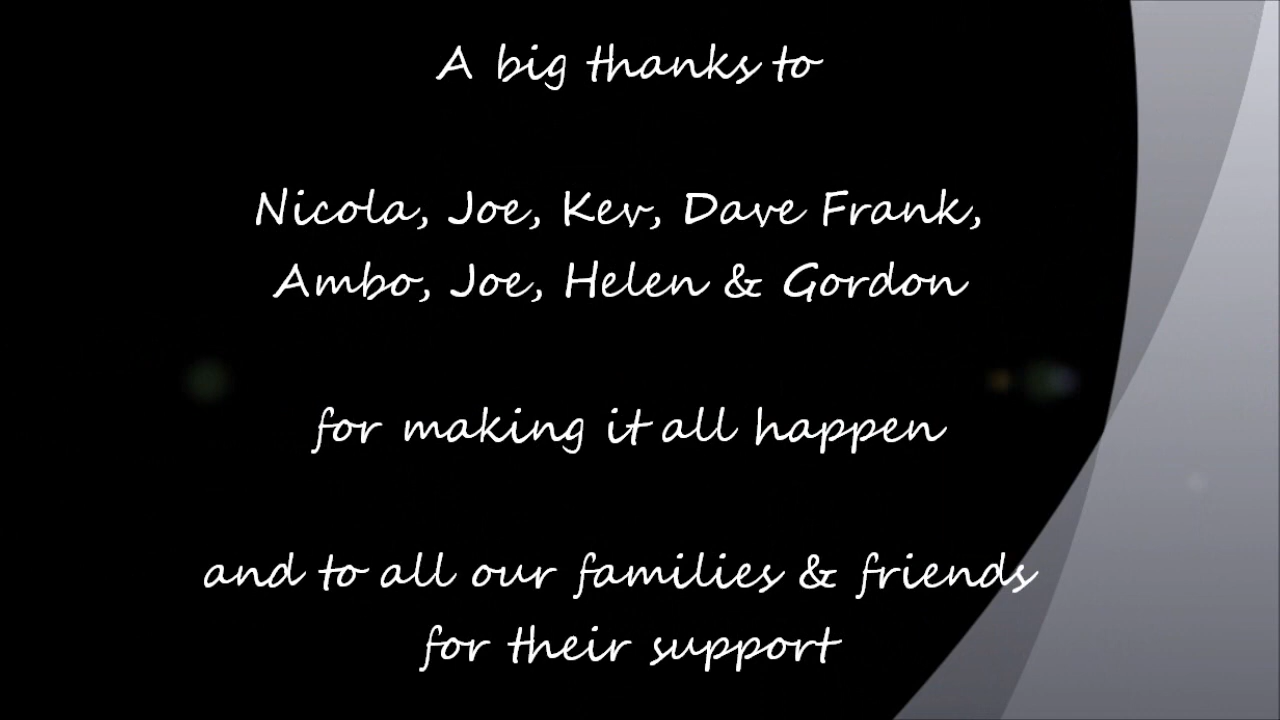 A big thanks to
Nicola, Joe, Kev, Dave Frank,
Ambo, Joe, Helen & Gordon
for making it all happen
and to all our families & friends
for their support